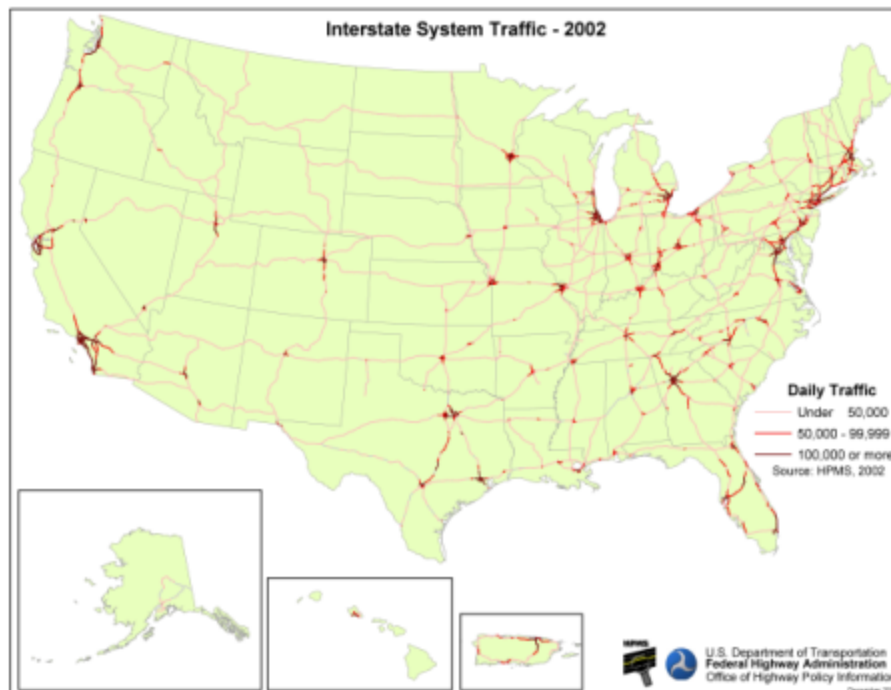 Interstate System Traffic - 2002
Daily Traffic
Under 50,000
50,000 - 99,999
100,000 or more
Source: HPMS, 2002
HPMS
U.S. Department of Transportation
Federal Highway Administration
Office of Highway Policy Informatio